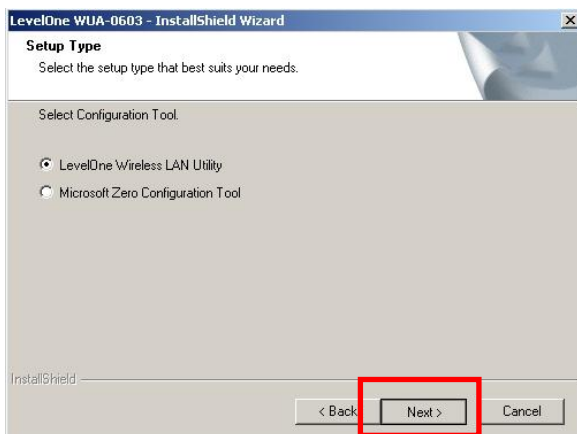 LevelOne WUA-0603 - InstallShield Wizard
Setup Type
Select the setup type that best suits your needs.
Select Configuration Tool.
LevelOne Wireless LAN Utility
Microsoft Zero Configuration Tool
InstallShield
< Back
Next >
Cancel